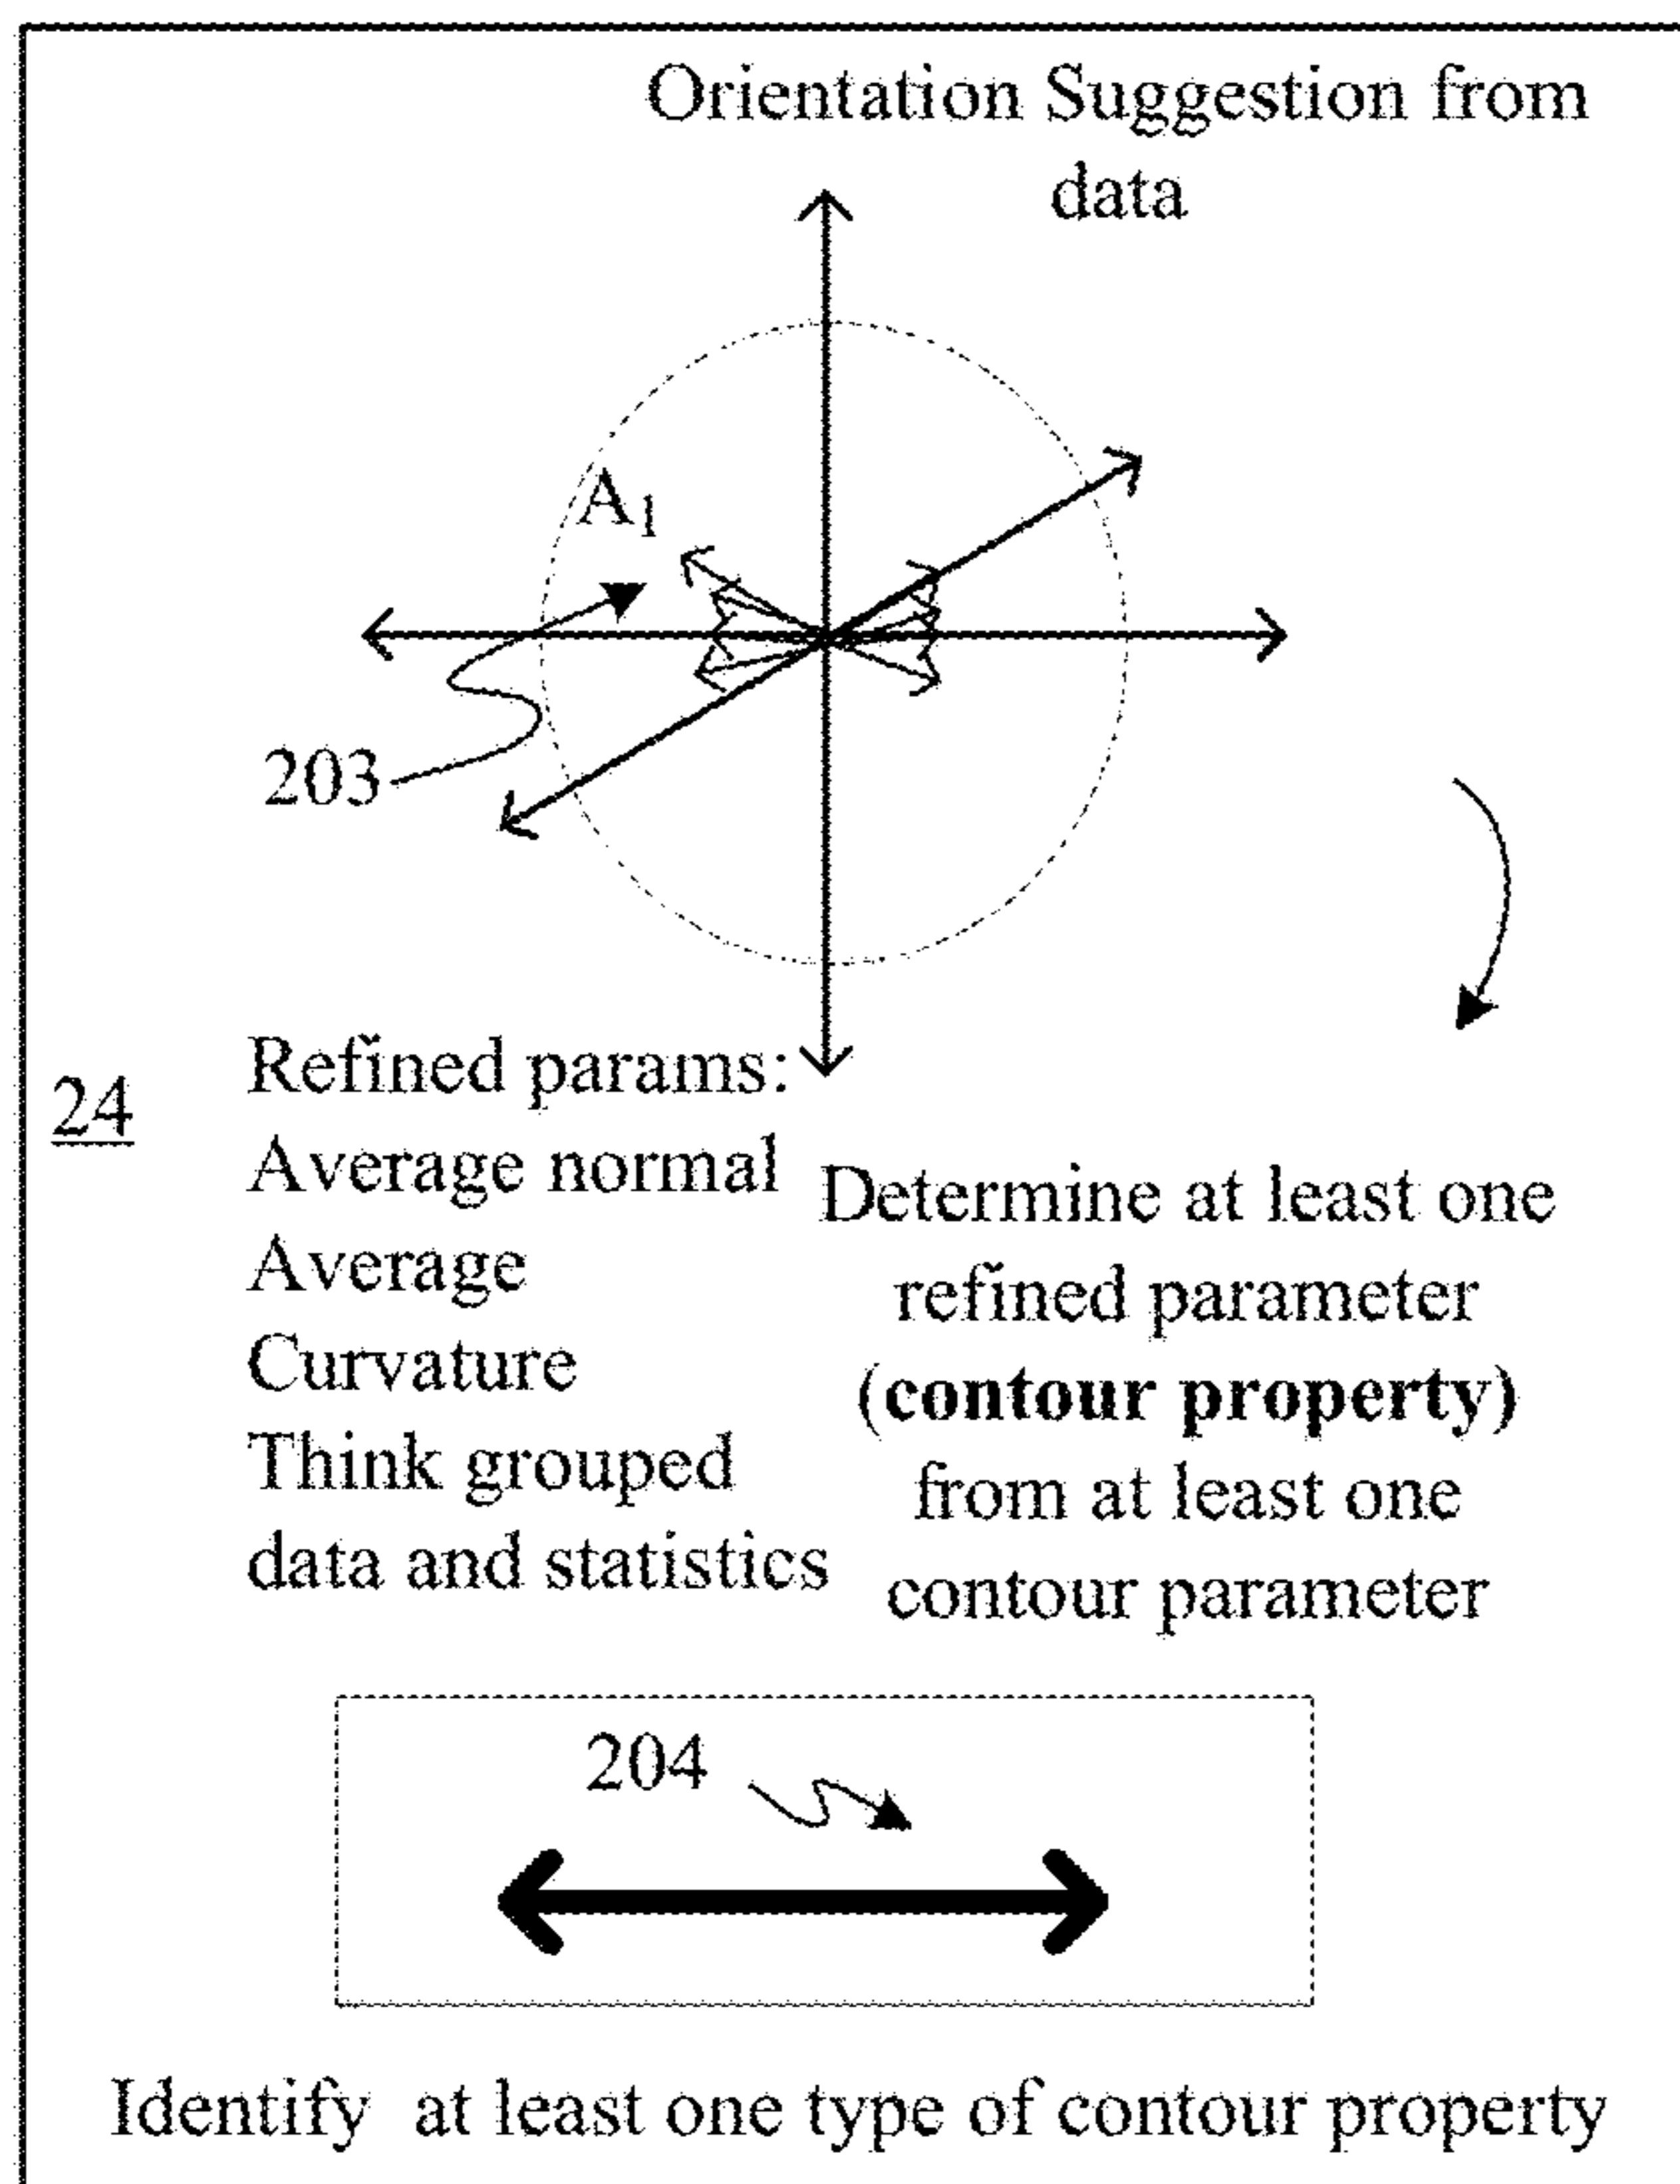 Orientation Suggestion from
data
A1
203
24
Refined params:
Average normal
Average
Curvature
Think grouped
data and statistics
Determine at least one
refined parameter
(contour property)
from at least one
contour parameter
204
Identify at least one type of contour property